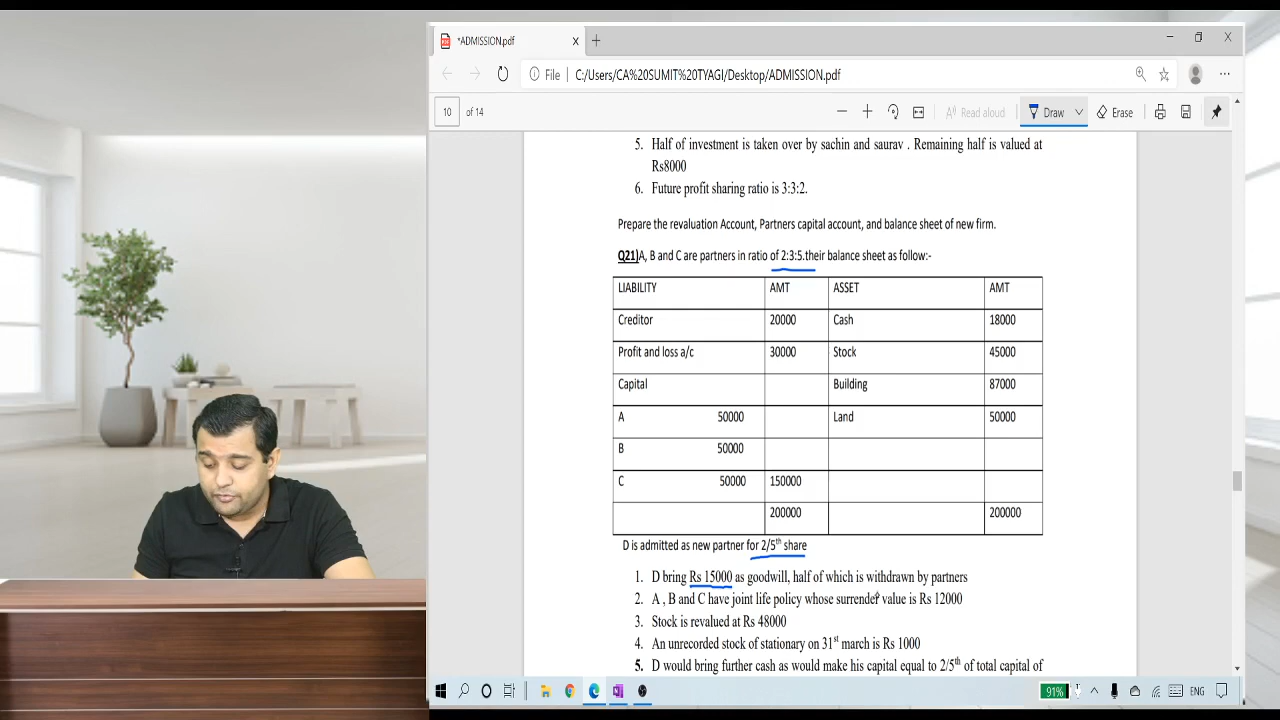 *ADMISSION.pdf
File | C:/Users/CA%20SUMIT%20TYAGI/Desktop/ADMISSION.pdf
10 of 14 Read aloud Draw Erase
5. Half of investment is taken over by sachin and saurav . Remaining half is valued at
Rs8000
6. Future profit sharing ratio is 3:3:2.
Prepare the revaluation Account, Partners capital account, and balance sheet of new firm.
Q21)A, B and C are partners in ratio of 2:3:5.their balance sheet as follow:-
LIABILITY AMT ASSET AMT
Creditor 20000 Cash 18000
Profit and loss a/c 30000 Stock 45000
Capital Building 87000
A 50000 Land 50000
B 50000
C 50000 150000
200000 200000
D is admitted as new partner for 2/5th share
1. D bring Rs 15000 as goodwill, half of which is withdrawn by partners
2. A , B and C have joint life policy whose surrender value is Rs 12000
3. Stock is revalued at Rs 48000
4. An unrecorded stock of stationary on 31st march is Rs 1000
5. D would bring further cash as would make his capital equal to 2/5th of total capital of
91% ENG